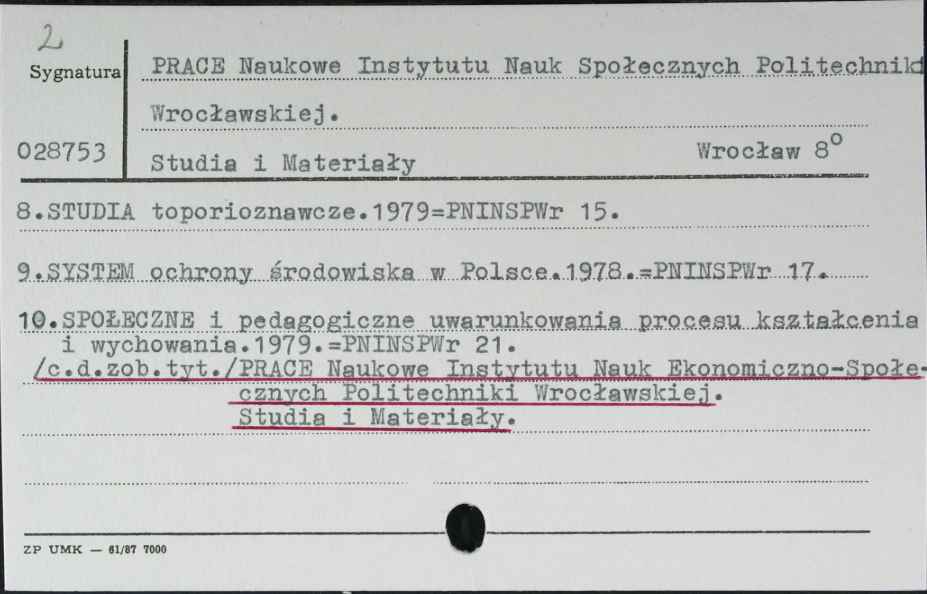 2
Sygnatura
PRACE Naukowe Instytutu Nauk Społecznych Politechniki
Wrocławskiej.
028753
Studia i Materiały Wrocław 8º
8.STUDIA toporioznawcze.1979=PNINSPWr 15.
9.SYSTEM ochrony środowiska w Polsce.1978.=PNINSPWr 17.
10.SPOŁECZNE i pedagogiczne uwarunkowania procesu kształcenia
i wychowania.1979.=PNINSPWr 21.
/c.d.zob.tyt./PRACE Naukowe Instytutu Nauk Ekonomiczno-Społe-
cznych Politechniki Wrocławskiej.
Studia i Materiały.
ZP UMK — 61/87 7000